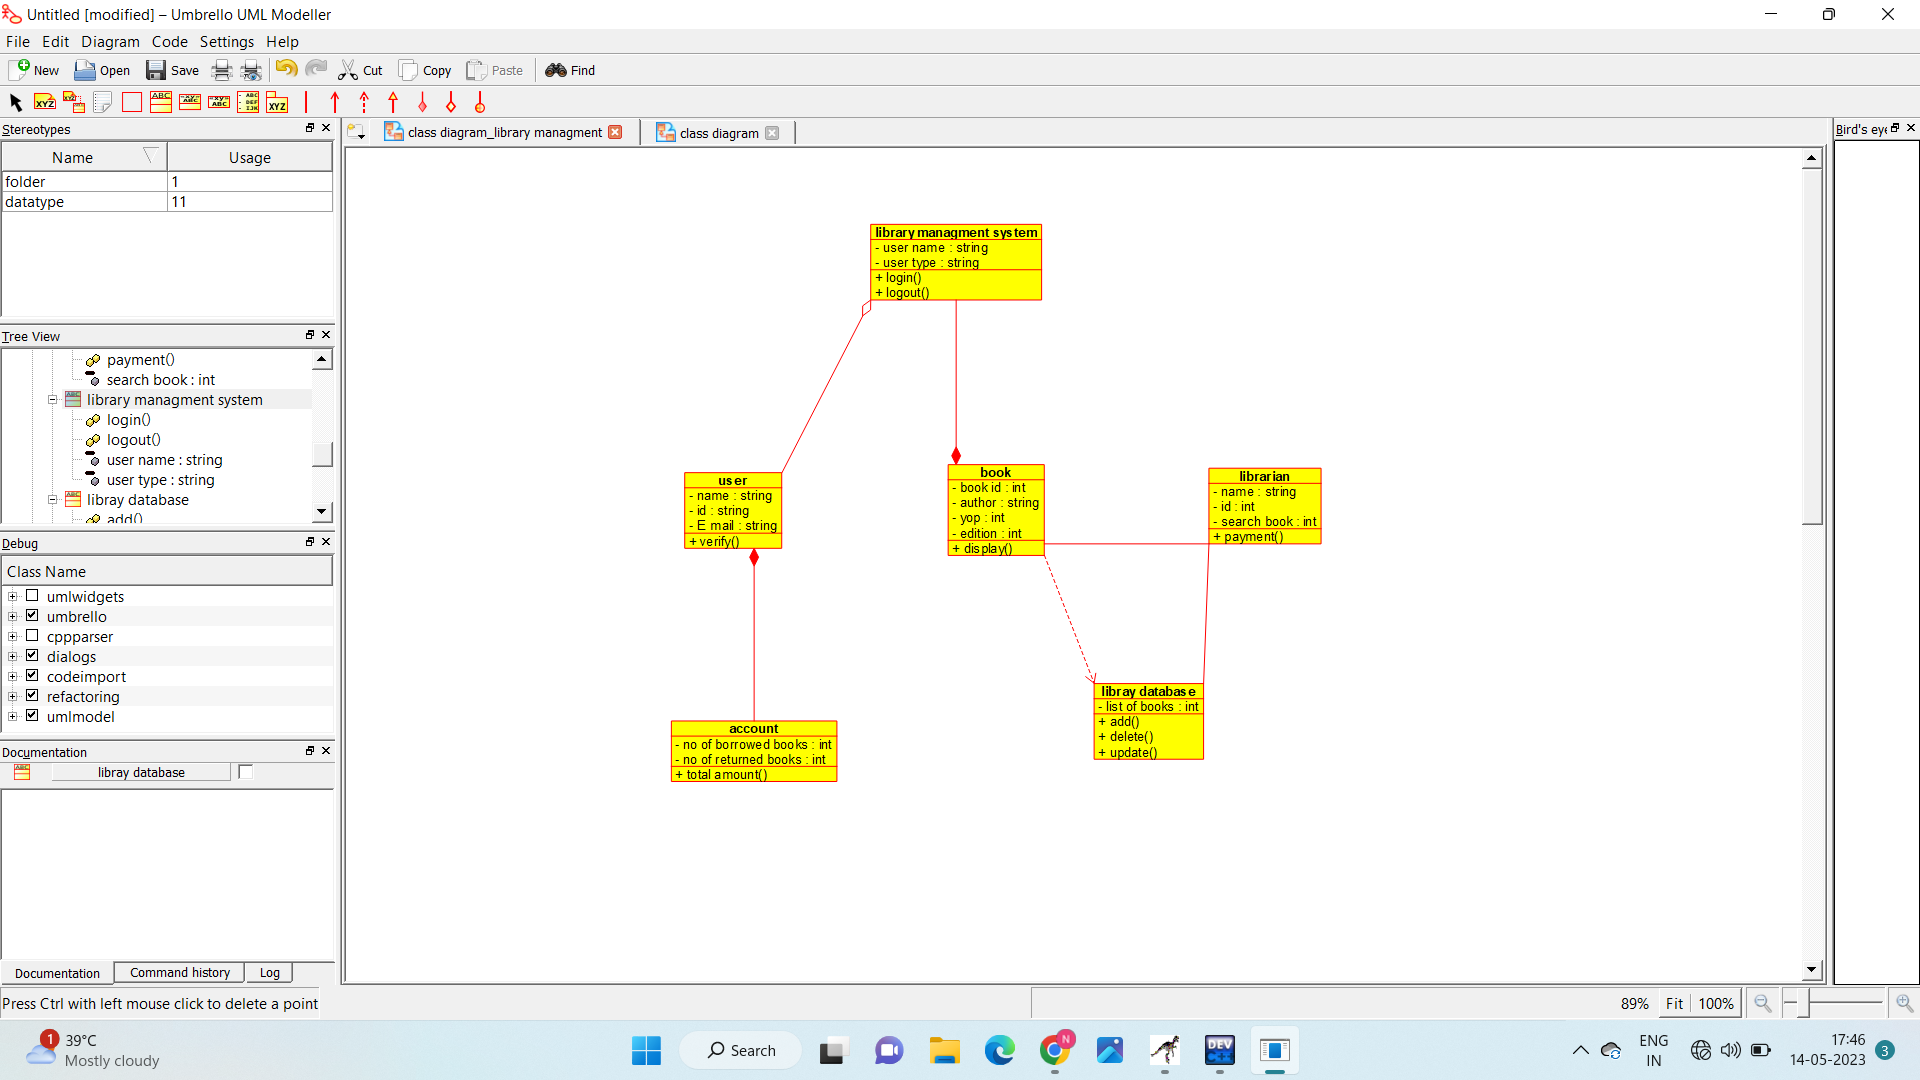 Untitled [modified] – Umbrello UML Modeller
File Edit Diagram Code Settings Help
New Open Save Cut Copy Paste Find
Stereotypes
Name Usage
folder 1
datatype 11
Tree View
payment()
search book : int
library managment system
login()
logout()
user name : string
user type : string
libray database
add()
Debug
Class Name
umlwidgets
umbrello
cppparser
dialogs
codeimport
refactoring
umlmodel
Documentation
libray database
Documentation Command history Log
Press Ctrl with left mouse click to delete a point
class diagram_library managment class diagram
library managment system
- user name : string
- user type : string
+ login()
+ logout()
user
- name : string
- id : string
- E mail : string
+ verify()
book
- book id : int
- author : string
- yop : int
- edition : int
+ display()
librarian
- name : string
- id : int
- search book : int
+ payment()
account
- no of borrowed books : int
- no of returned books : int
+ total amount()
libray database
- list of books : int
+ add()
+ delete()
+ update()
Bird's eye
89% Fit 100%
1
39°C
Mostly cloudy
Search
N
DEV
C++
ENG
IN
17:46
14-05-2023
3